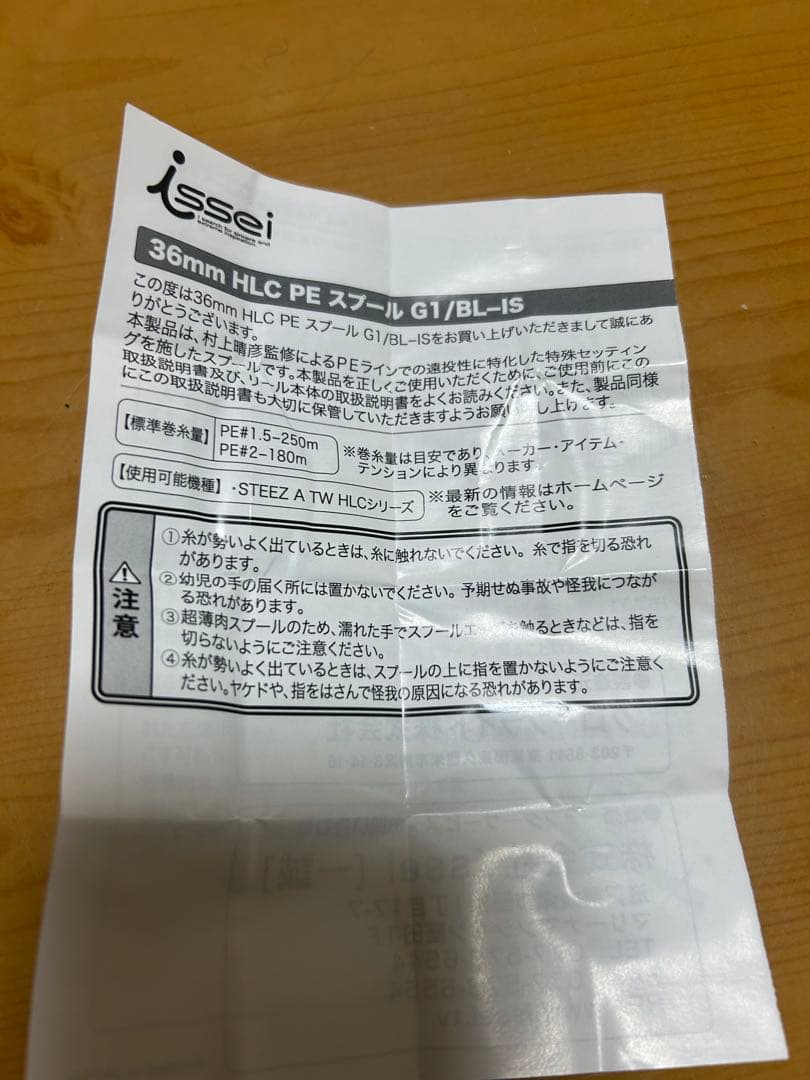 issei
i search for sincere and
extreme inspiration.
36mm HLC PE スプール G1/BL-IS
この度は36mm HLC PE スプール G1/BL-ISをお買い上げいただきまして誠にあ
りがとうございます。
本製品は、村上晴彦監修によるPEラインでの遠投性に特化した特殊セッティン
グを施したスプールです。本製品を正しくご使用いただくために、ご使用前にこの
取扱説明書及び、リール本体の取扱説明書をよくお読みください。また、製品同様
にこの取扱説明書も大切に保管していただきますようお願い し上げます。
【標準巻糸量】 PE#1.5-250m
PE#2-180m
※巻糸量は目安であり、メーカー・アイテム・
テンションにより異なります。
【使用可能機種】 ・STEEZ A TW HLCシリーズ
※最新の情報はホームページ
をご覧ください。
注意
①糸が勢いよく出ているときは、糸に触れないでください。糸で指を切る恐れ
があります。
②幼児の手の届く所には置かないでください。予期せぬ事故や怪我につなが
る恐れがあります。
③超薄肉スプールのため、濡れた手でスプールエ を触るときなどは、指を
切らないようにご注意ください。
④糸が勢いよく出ているときは、スプールの上に指を置かないようにご注意く
ださい。ヤケドや、指をはさんで怪我の原因になる恐れがあります。